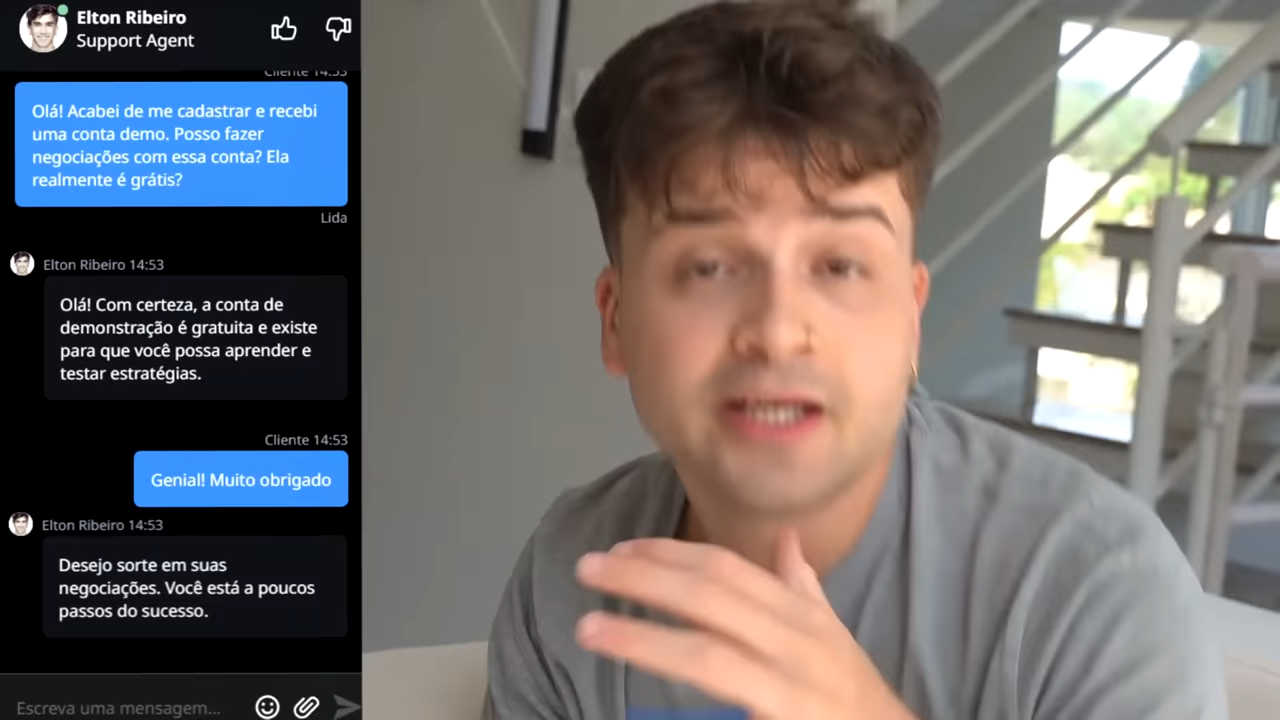 Elton Ribeiro
Support Agent
Cliente 14:53
Olá! Acabei de me cadastrar e recebi
uma conta demo. Posso fazer
negociações com essa conta? Ela
realmente é grátis?
Lida
Elton Ribeiro 14:53
Olá! Com certeza, a conta de
demonstração é gratuita e existe
para que você possa aprender e
testar estratégias.
Cliente 14:53
Genial! Muito obrigado
Elton Ribeiro 14:53
Desejo sorte em suas
negociações. Você está a poucos
passos do sucesso.
Escreva uma mensagem...